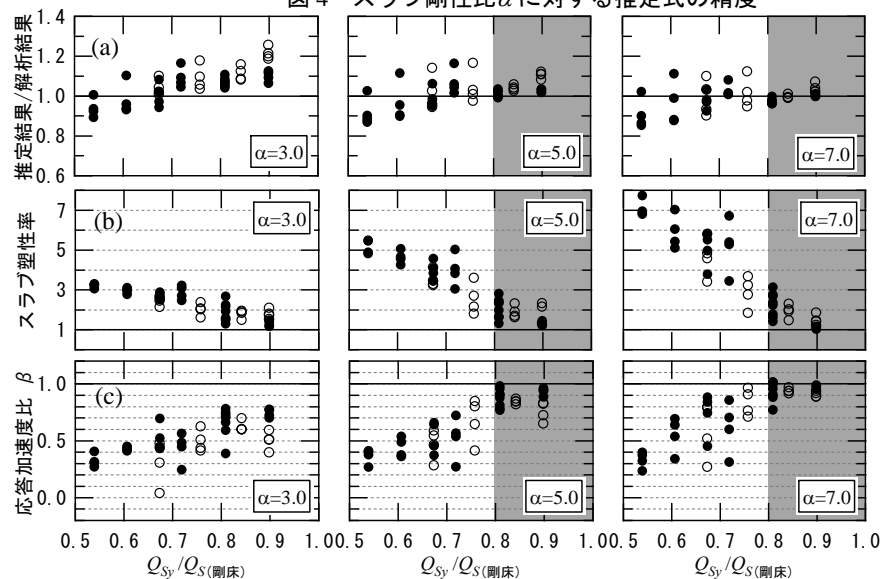 図 4 スラブ剛性比αに対する推定式の精度
推定結果/解析結果
1.4
1.2
1.0
0.8
0.6
(a)
α=3.0
α=5.0
α=7.0
スラブ塑性率
7
5
3
1
(b)
α=3.0
α=5.0
α=7.0
応答加速度比 β
1.0
0.5
0.0
(c)
α=3.0
α=5.0
α=7.0
0.5 0.6 0.7 0.8 0.9 1.0 0.5 0.6 0.7 0.8 0.9 1.0 0.5 0.6 0.7 0.8 0.9 1.0
QSy/QS(剛床) QSy/QS(剛床) QSy/QS(剛床)